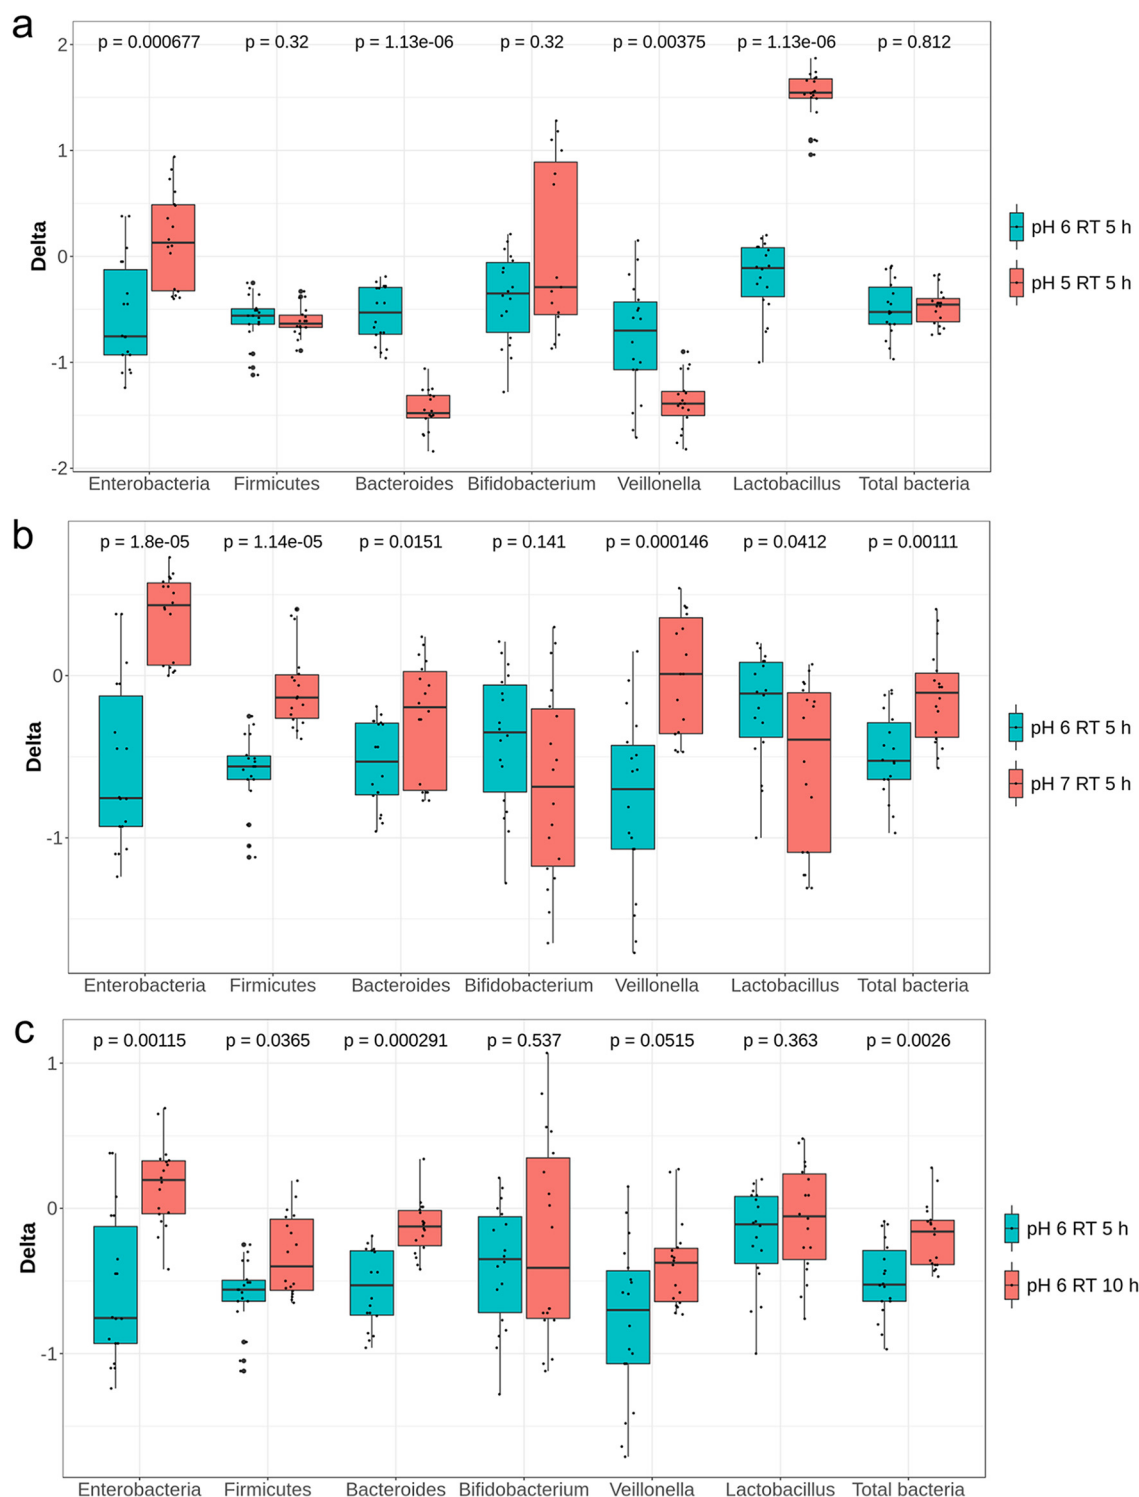 a
p = 0.000677 p = 0.32 p = 1.13e-06 p = 0.32 p = 0.00375 p = 1.13e-06 p = 0.812
2
1
0
-1
-2
Delta
pH 6 RT 5 h
pH 5 RT 5 h
Enterobacteria Firmicutes Bacteroides Bifidobacterium Veillonella Lactobacillus Total bacteria
b
p = 1.8e-05 p = 1.14e-05 p = 0.0151 p = 0.141 p = 0.000146 p = 0.0412 p = 0.00111
0
-1
Delta
pH 6 RT 5 h
pH 7 RT 5 h
Enterobacteria Firmicutes Bacteroides Bifidobacterium Veillonella Lactobacillus Total bacteria
c
p = 0.00115 p = 0.0365 p = 0.000291 p = 0.537 p = 0.0515 p = 0.363 p = 0.0026
1
0
-1
Delta
pH 6 RT 5 h
pH 6 RT 10 h
Enterobacteria Firmicutes Bacteroides Bifidobacterium Veillonella Lactobacillus Total bacteria